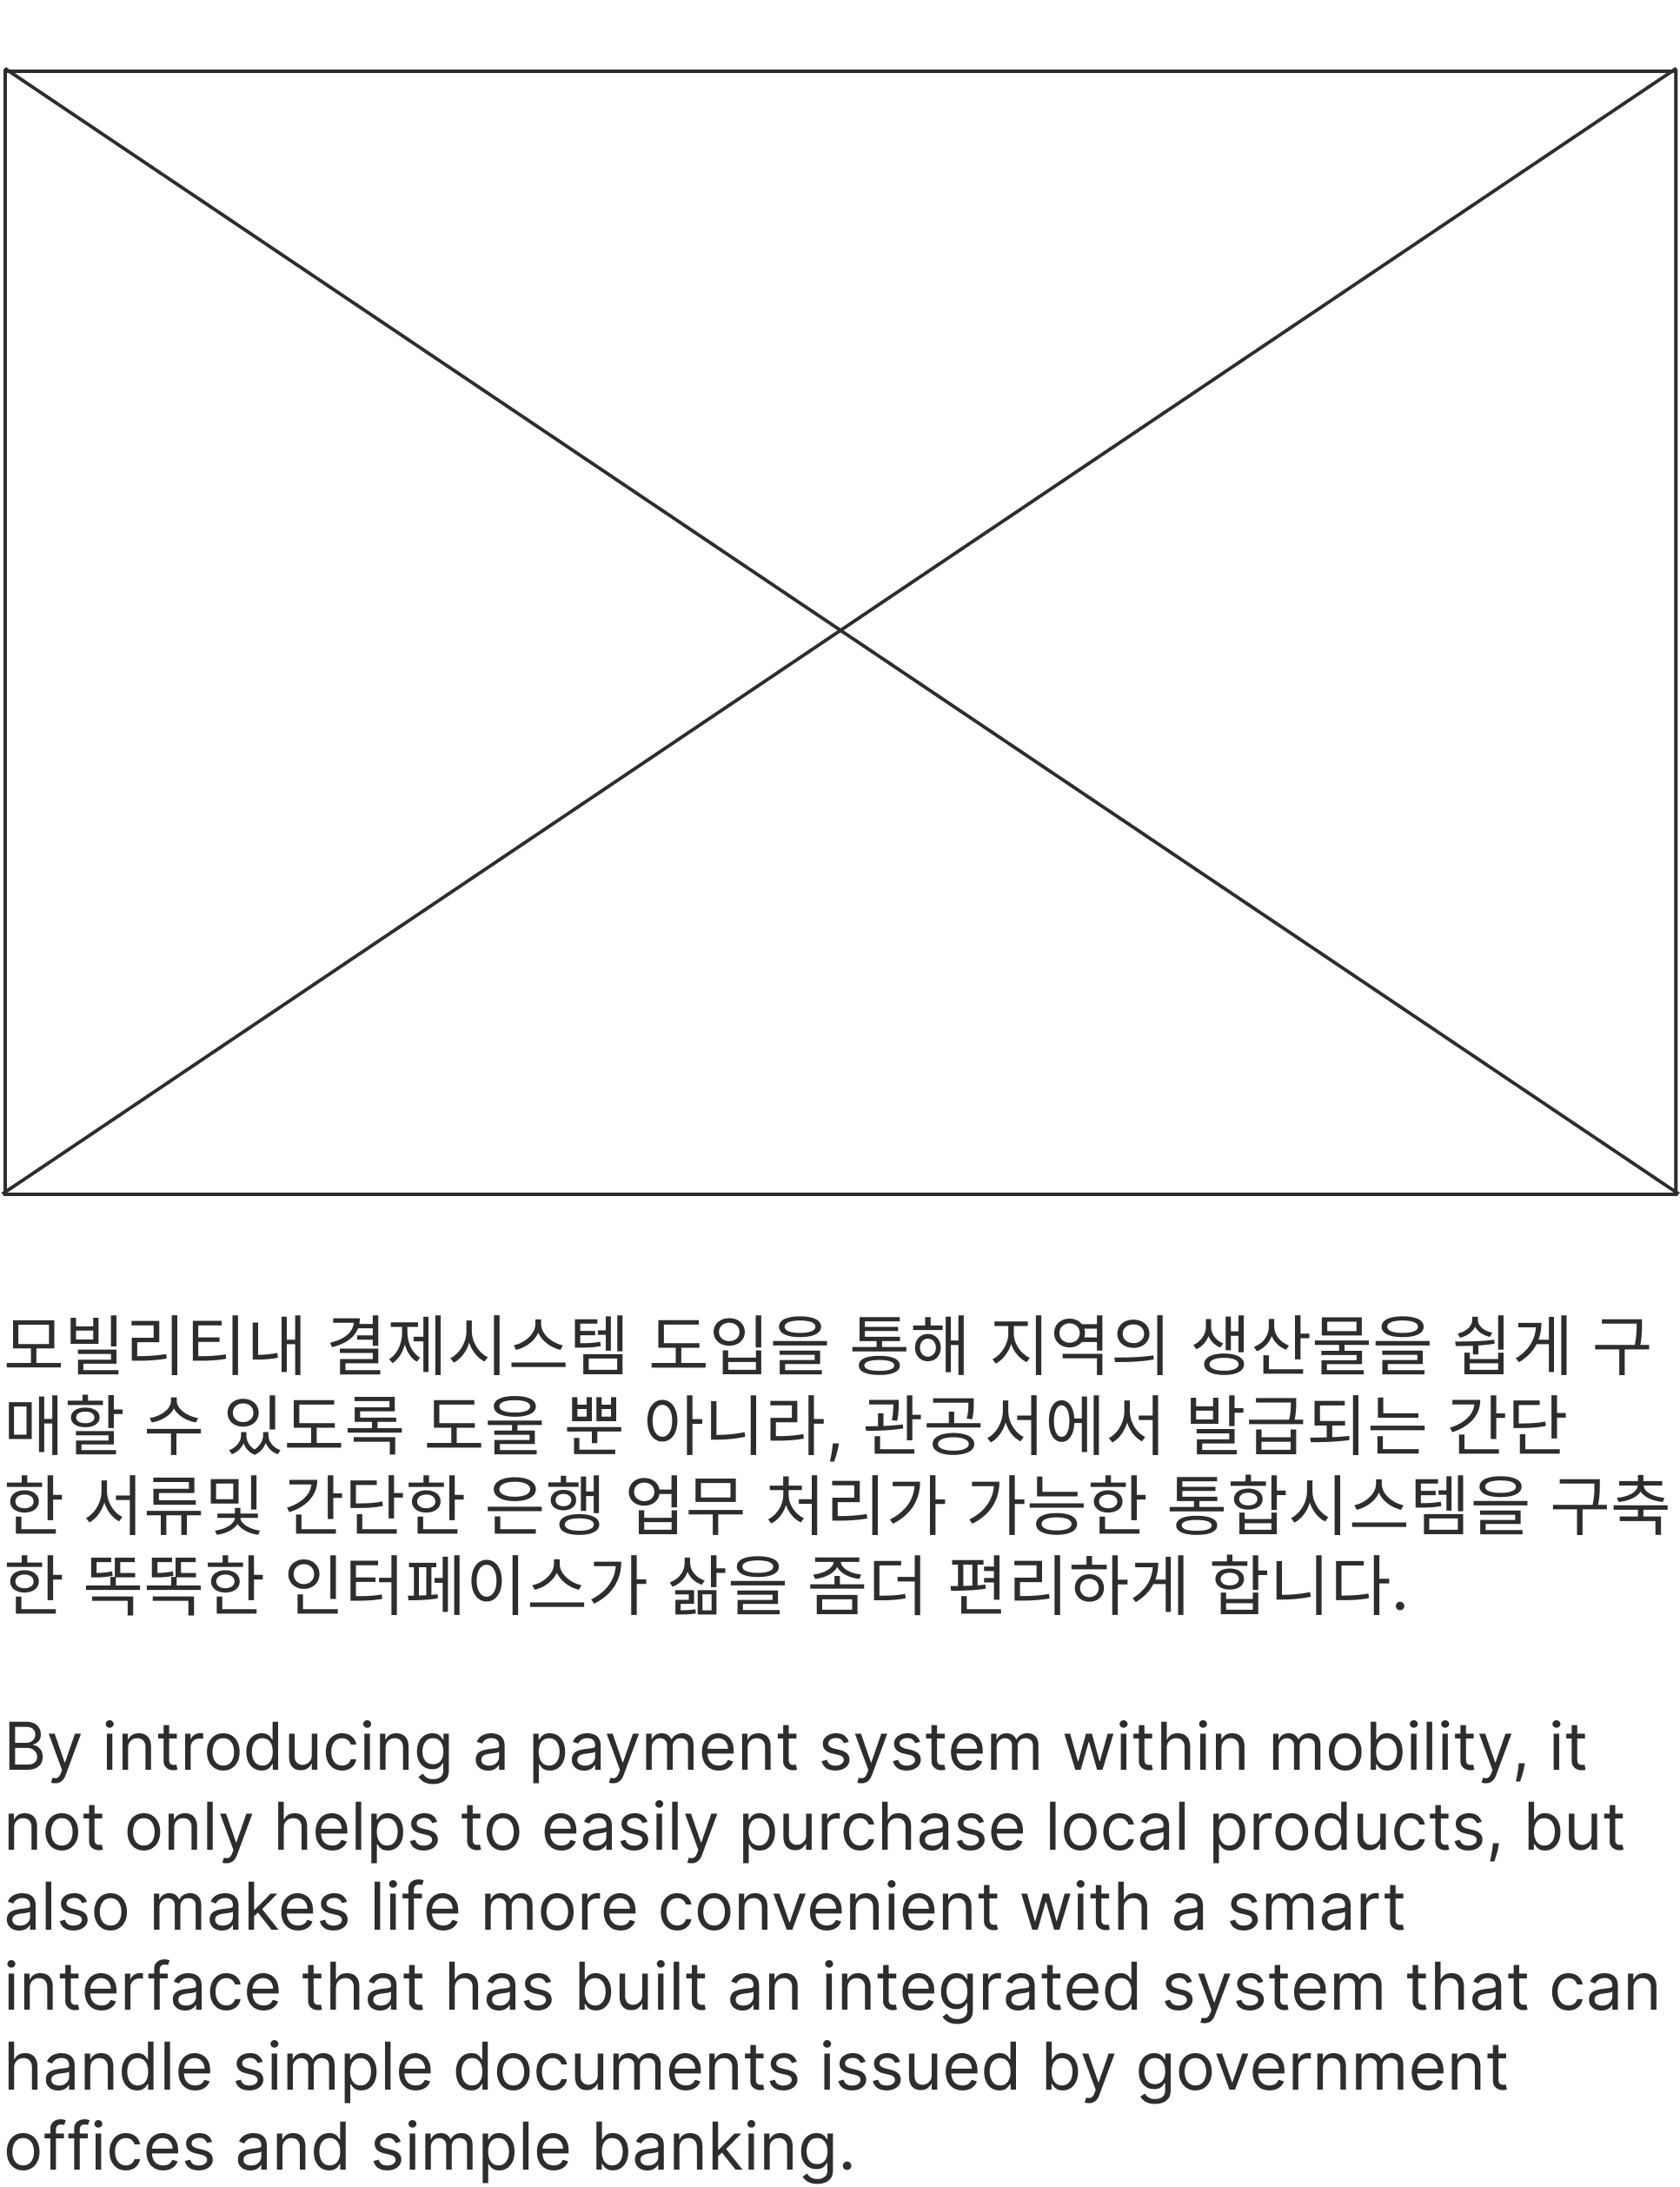 모빌리티내 결제시스템 도입을 통해 지역의 생산물을 쉽게 구
매할 수 있도록 도울 뿐 아니라, 관공서에서 발급되는 간단
한 서류및 간단한 은행 업무 처리가 가능한 통합시스템을 구축
한 똑똑한 인터페이스가 삶을 좀더 편리하게 합니다.
By introducing a payment system within mobility, it
not only helps to easily purchase local products, but
also makes life more convenient with a smart
interface that has built an integrated system that can
handle simple documents issued by government
offices and simple banking.